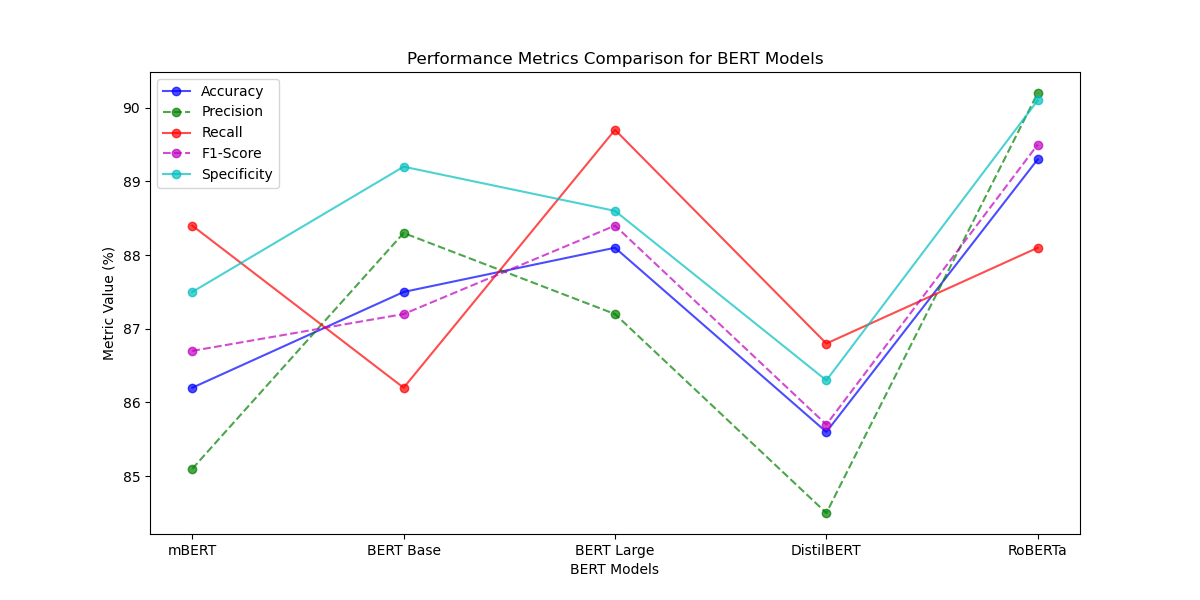 Performance Metrics Comparison for BERT Models
Accuracy
Precision
Recall
F1-Score
Specificity
Metric Value (%)
90
89
88
87
86
85
mBERT
BERT Base
BERT Large
DistilBERT
RoBERTa
BERT Models